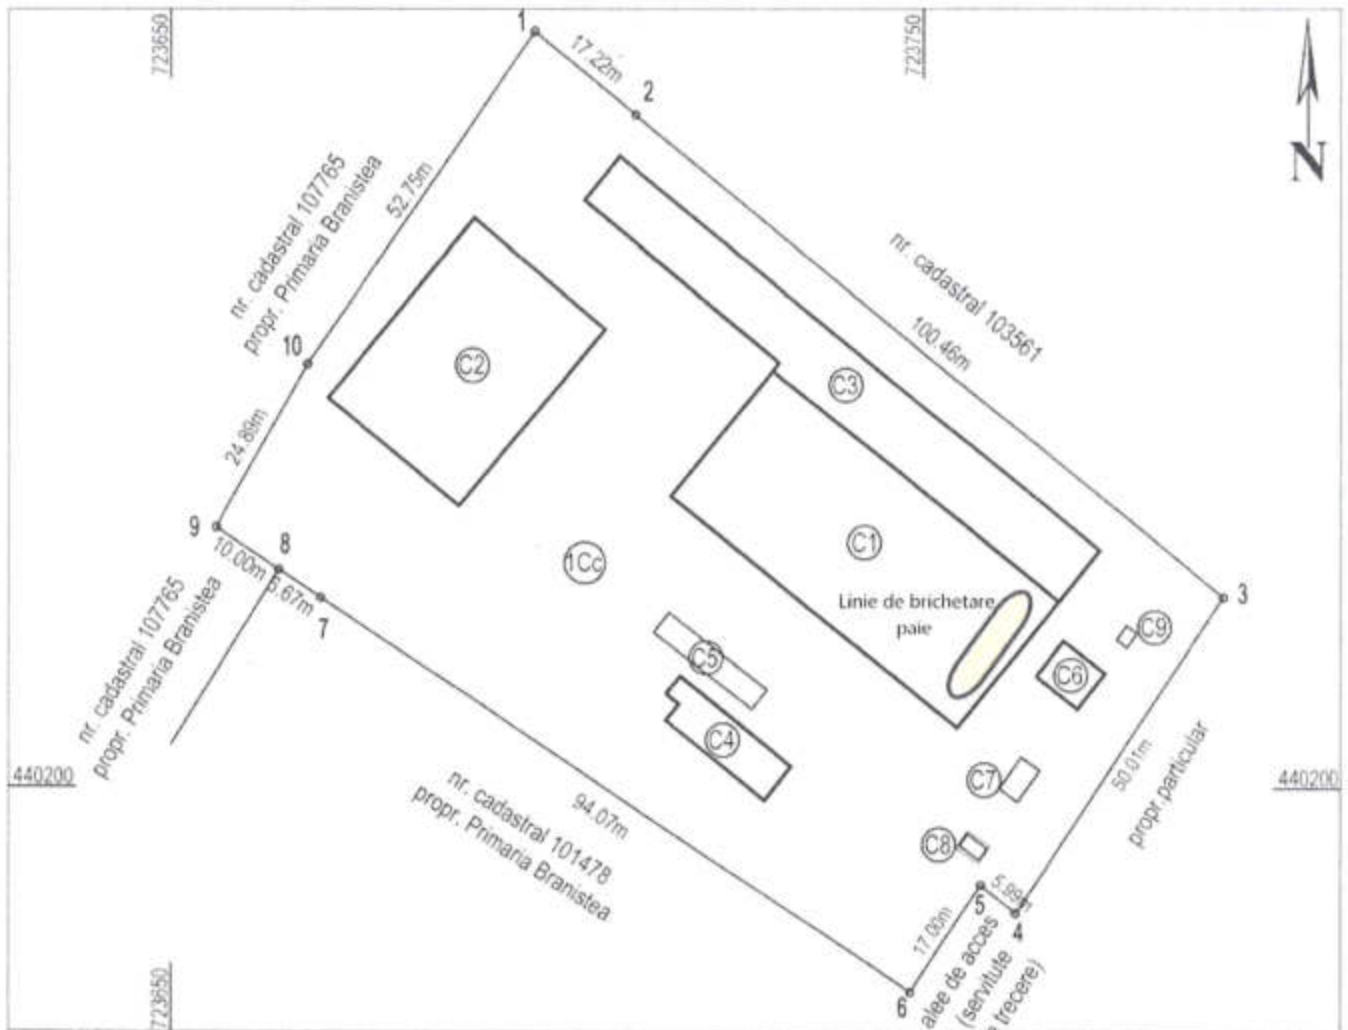 723650
723750
1
17.22m
2
N
52.75m
nr. cadastral 107765
propr. Primaria Branistea
nr. cadastral 103561
100.46m
10
C2
C3
24.89m
9
8
10.00m
6.67m
7
1Cc
C1
Linie de brichetare
paie
3
C9
C5
C6
nr. cadastral 107765
propr. Primaria Branistea
C4
440200
440200
C7
50.01m
propr.particular
nr. cadastral 101478
propr. Primaria Branistea
94.07m
C8
5.99m
5
4
17.00m
6
alee de acces
(servitute
trecere)
723650